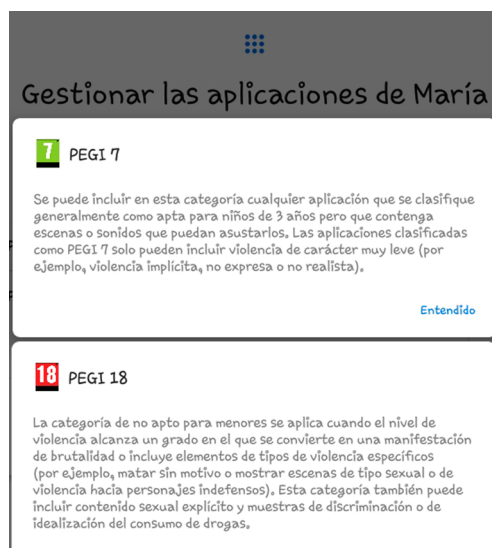 Gestionar las aplicaciones de María
7 PEGI 7
Se puede incluir en esta categoría cualquier aplicación que se clasifique
generalmente como apta para niños de 3 años pero que contenga
escenas o sonidos que puedan asustarlos. Las aplicaciones clasificadas
como PEGI 7 solo pueden incluir violencia de carácter muy leve (por
ejemplo, violencia implícita, no expresa o no realista).
Entendido
18 PEGI 18
La categoría de no apto para menores se aplica cuando el nivel de
violencia alcanza un grado en el que se convierte en una manifestación
de brutalidad o incluye elementos de tipos de violencia específicos
(por ejemplo, matar sin motivo o mostrar escenas de tipo sexual o de
violencia hacia personajes indefensos). Esta categoría también puede
incluir contenido sexual explícito y muestras de discriminación o de
idealización del consumo de drogas.